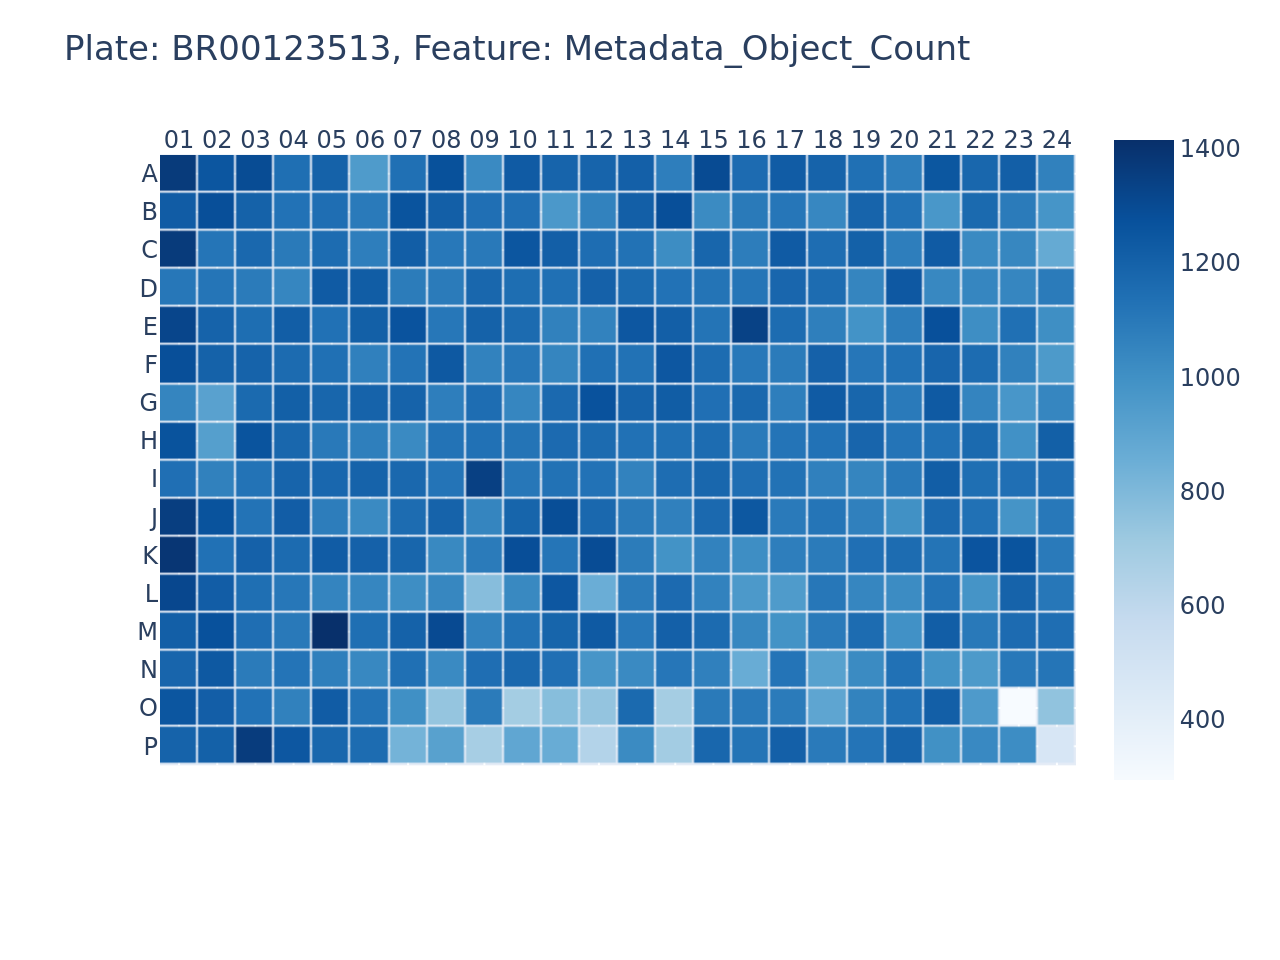 Plate: BR00123513, Feature: Metadata_Object_Count
01 02 03 04 05 06 07 08 09 10 11 12 13 14 15 16 17 18 19 20 21 22 23 24
A
B
C
D
E
F
G
H
I
J
K
L
M
N
O
P
1400
1200
1000
800
600
400